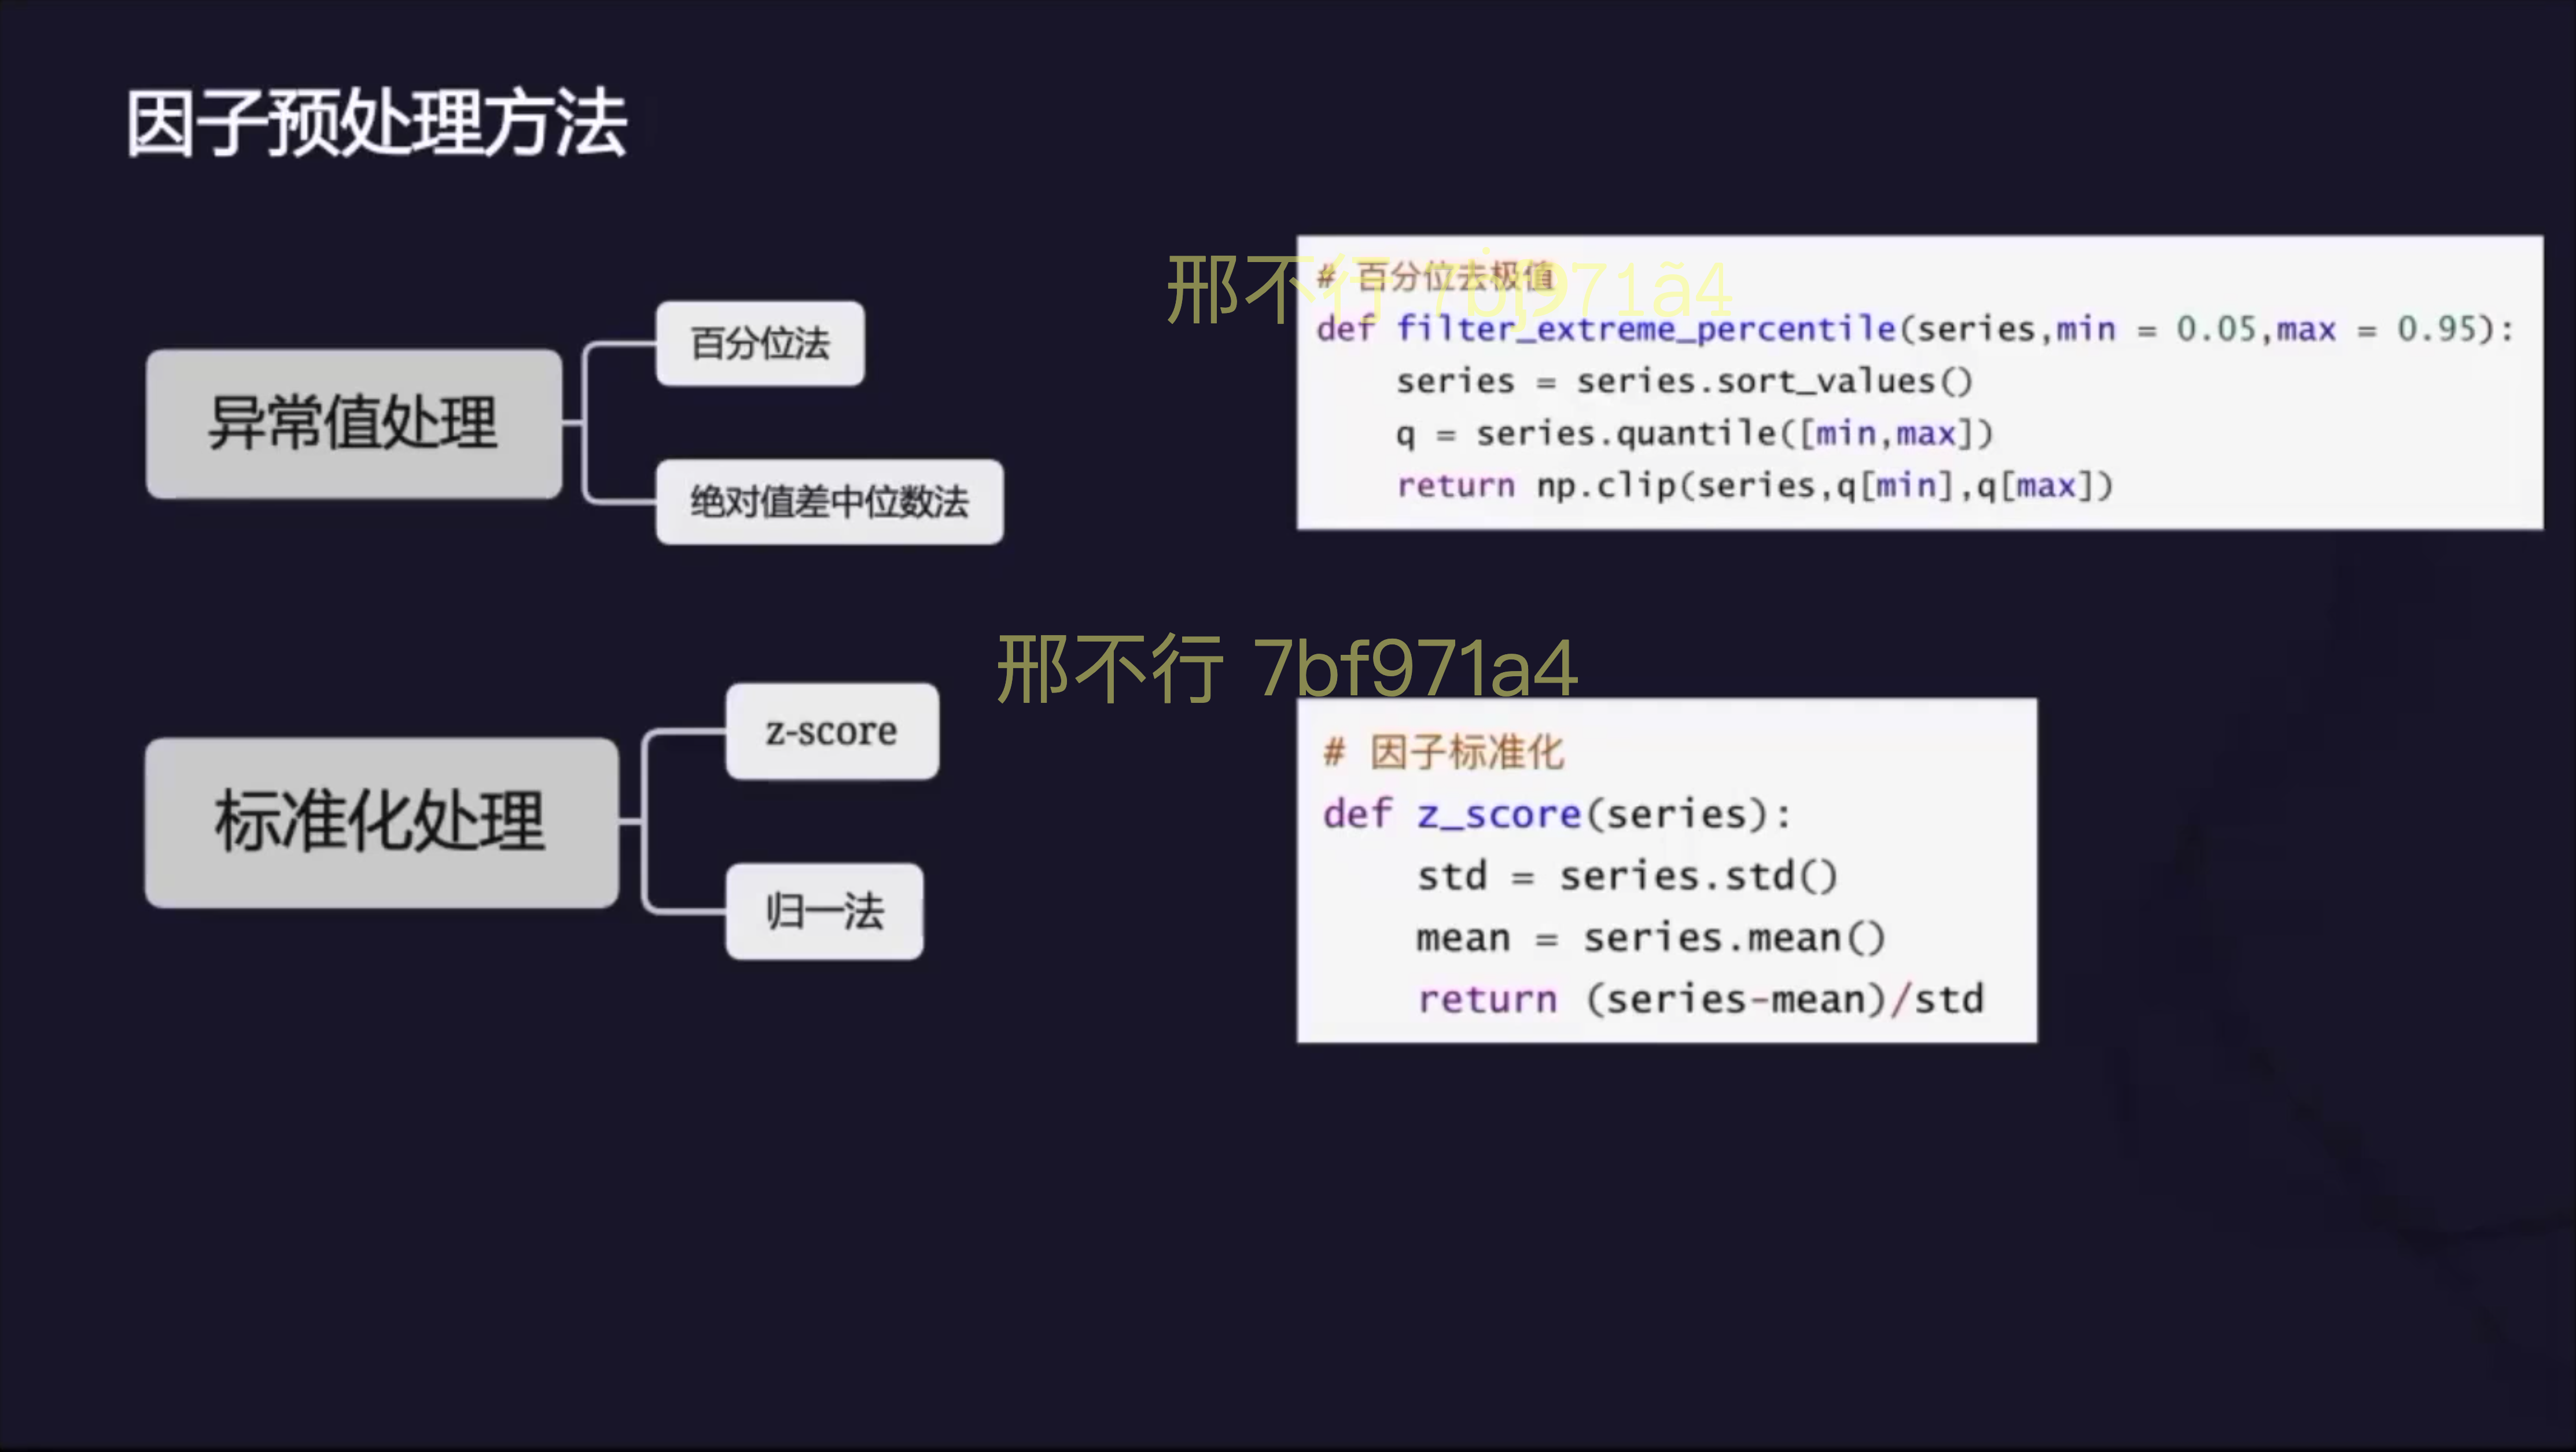 因子预处理方法
异常值处理
百分位法
绝对值差中位数法
# 百分位去极值
def filter_extreme_percentile(series,min = 0.05,max = 0.95):
    series = series.sort_values()
    q = series.quantile([min,max])
    return np.clip(series,q[min],q[max])
邢不行 7bf971a4
邢不行 7bf971a4
标准化处理
z-score
归一法
# 因子标准化
def z_score(series):
    std = series.std()
    mean = series.mean()
    return (series-mean)/std